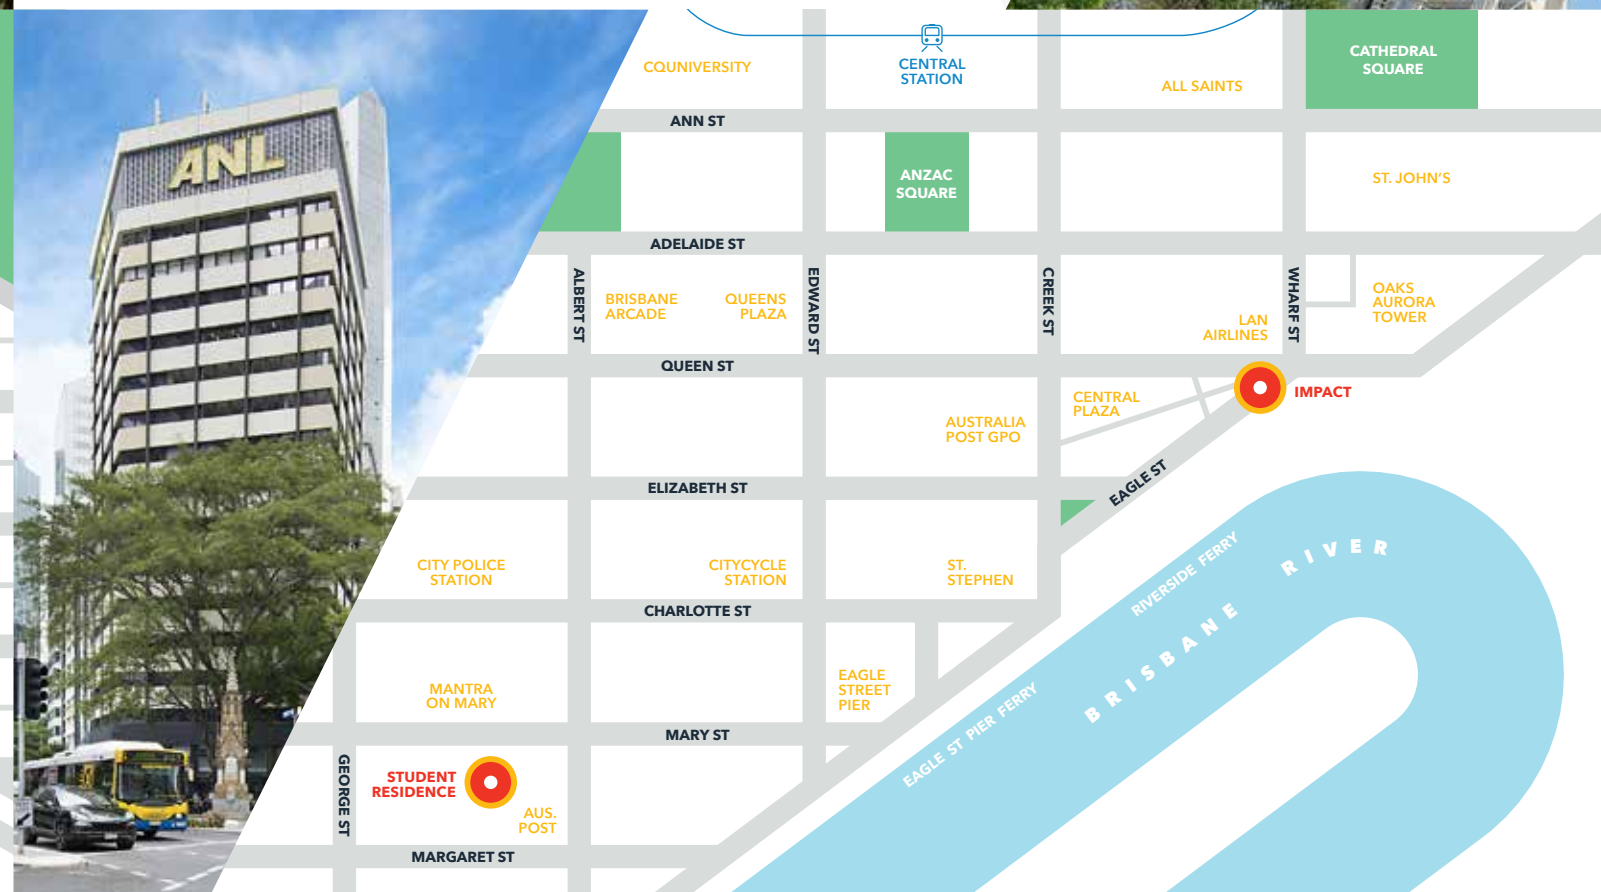 ANL
CENTRAL
STATION
CQUNIVERSITY
ALL SAINTS
CATHEDRAL
SQUARE
ANN ST
ANZAC
SQUARE
ST. JOHN'S
ADELAIDE ST
ALBERT ST
BRISBANE
ARCADE
QUEENS
PLAZA
EDWARD ST
CREEK ST
LAN
AIRLINES
WHARF ST
OAKS
AURORA
TOWER
QUEEN ST
CENTRAL
PLAZA
IMPACT
AUSTRALIA
POST GPO
ELIZABETH ST
EAGLE ST
CITY POLICE
STATION
CITYCYCLE
STATION
ST.
STEPHEN
RIVERSIDE FERRY
BRISBANE RIVER
CHARLOTTE ST
MANTRA
ON MARY
EAGLE
STREET
PIER
EAGLE ST PIER FERRY
MARY ST
GEORGE ST
STUDENT
RESIDENCE
AUS.
POST
MARGARET ST